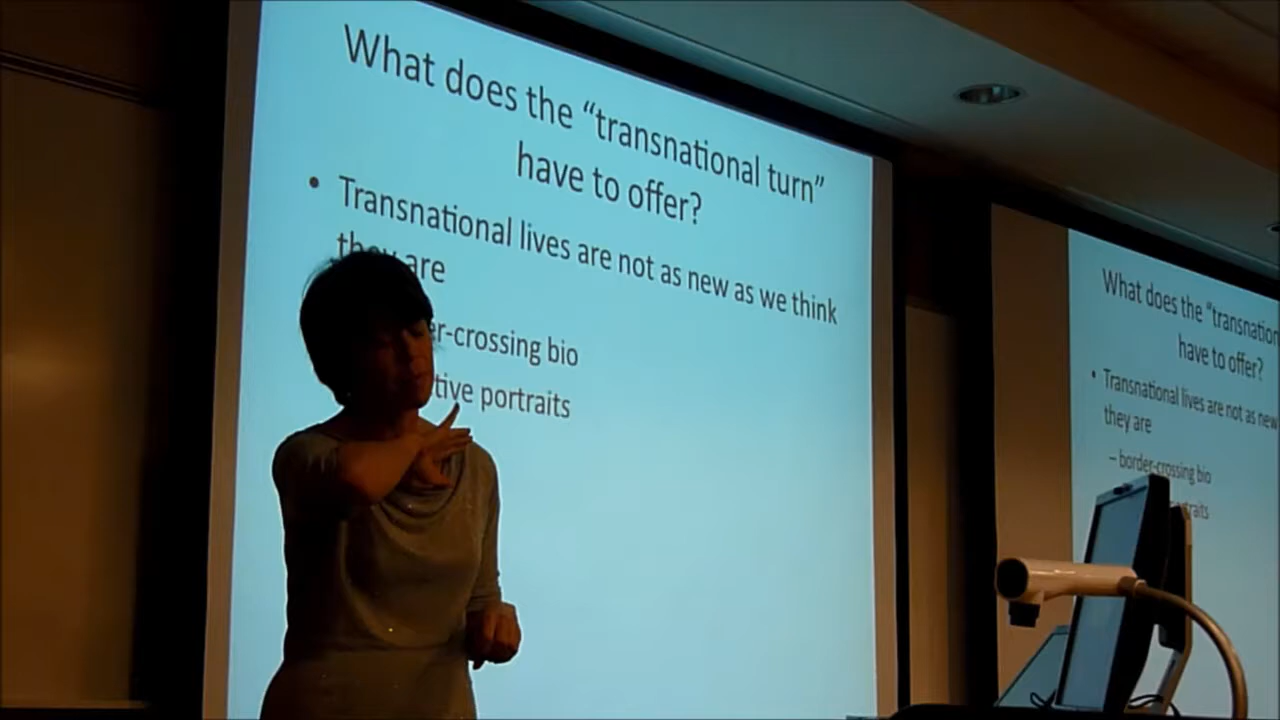 What does the “transnational turn”
have to offer?
• Transnational lives are not as new as we think
they are
er-crossing bio
tive portraits
What does the “transnation
have to offer?
• Transnational lives are not as new
they are
– border-crossing bio
traits